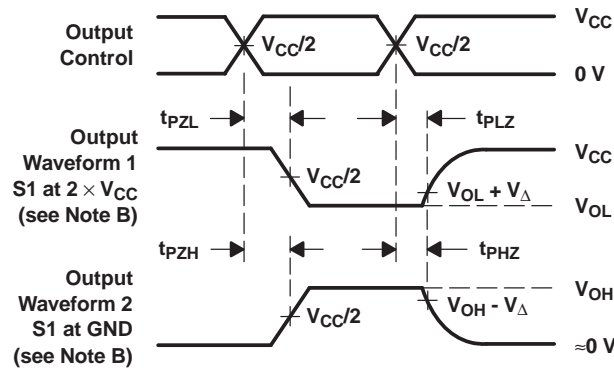 Output
Control
V_CC/2
V_CC/2
V_CC
0 V
t_PZL
t_PLZ
Output
Waveform 1
S1 at 2 × V_CC
(see Note B)
V_CC/2
V_OL + V_Δ
V_CC
V_OL
t_PZH
t_PHZ
Output
Waveform 2
S1 at GND
(see Note B)
V_CC/2
V_OH - V_Δ
V_OH
≈0 V